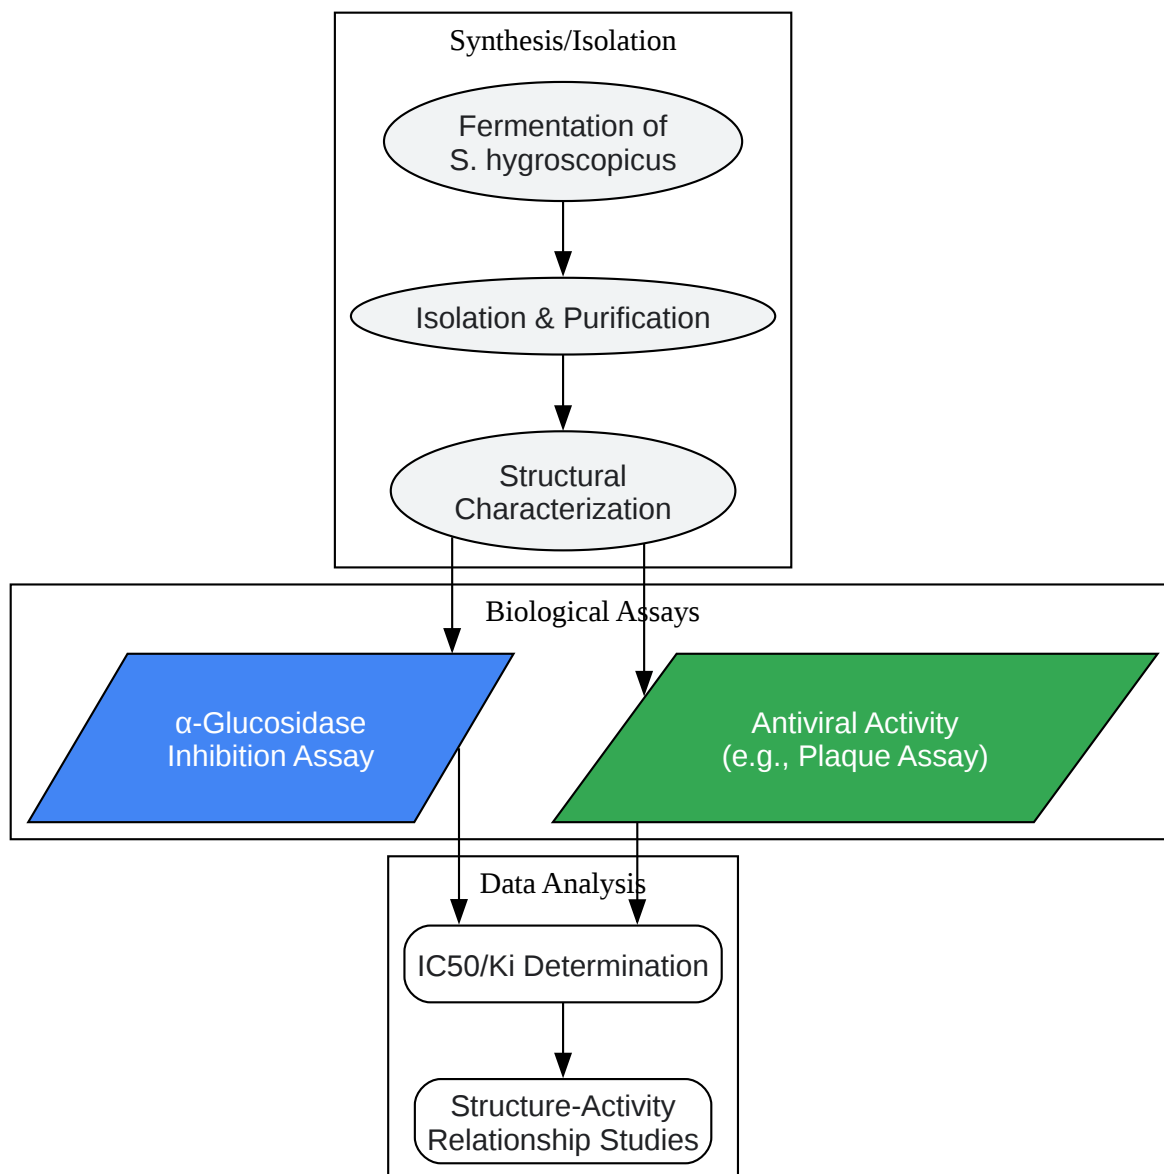 Synthesis/Isolation
Fermentation of
S. hygroscopicus
Isolation & Purification
Structural
Characterization
Biological Assays
α-Glucosidase
Inhibition Assay
Antiviral Activity
(e.g., Plaque Assay)
Data Analysis
IC50/Ki Determination
Structure-Activity
Relationship Studies